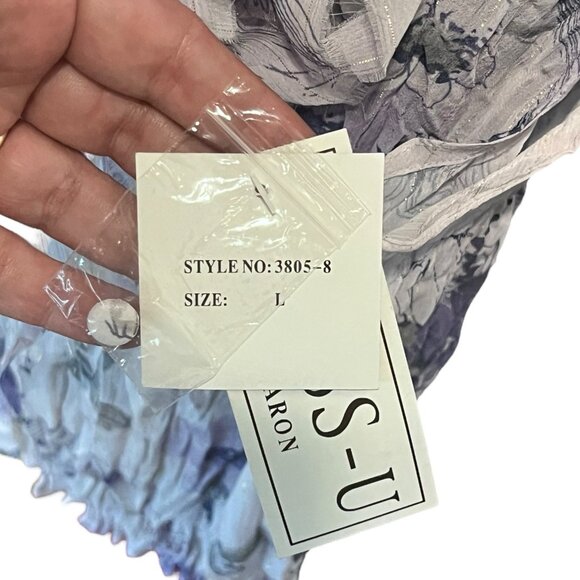 STYLE NO: 3805-8
SIZE: L
SS-U
ARON